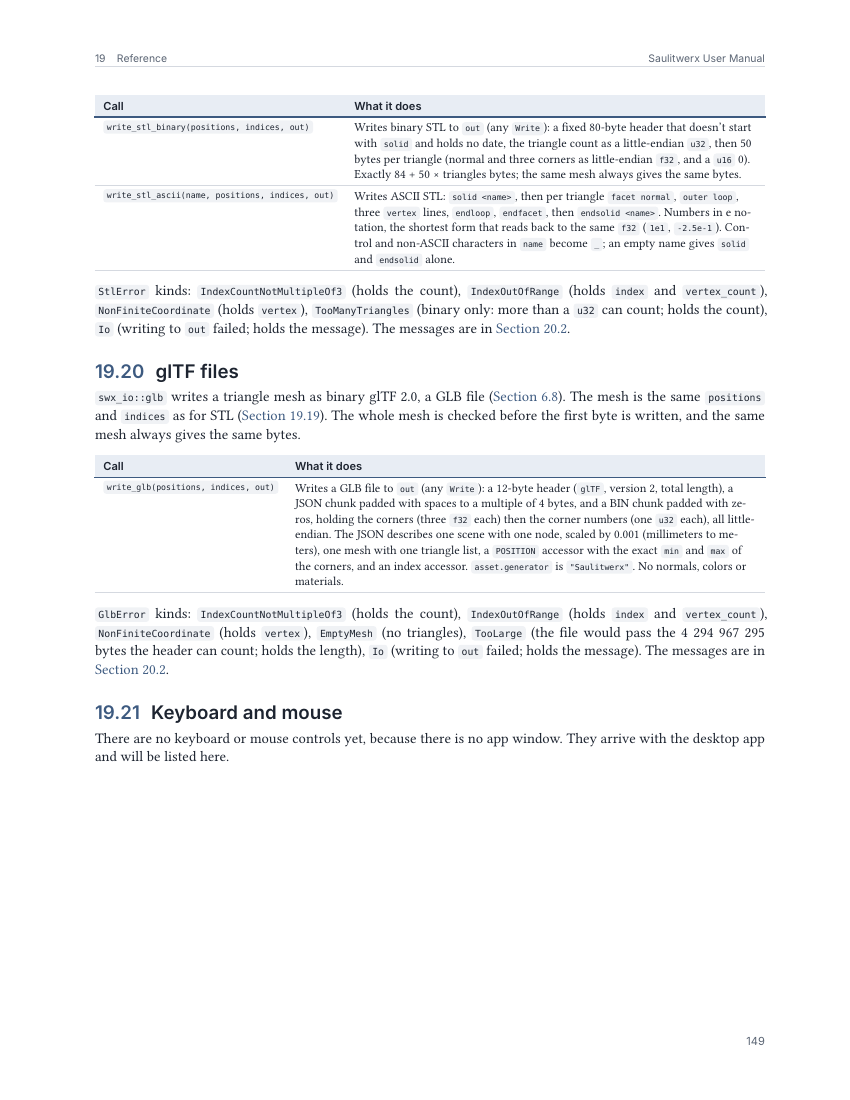 19 Reference Saulitwerx User Manual
Call What it does
write_stl_binary(positions, indices, out) Writes binary STL to out (any Write): a fixed 80-byte header that doesn't start
with solid and holds no date, the triangle count as a little-endian u32, then 50
bytes per triangle (normal and three corners as little-endian f32, and a u16 0).
Exactly 84 + 50 × triangles bytes; the same mesh always gives the same bytes.
write_stl_ascii(name, positions, indices, out) Writes ASCII STL: solid <name>, then per triangle facet normal, outer loop,
three vertex lines, endloop, endfacet, then endsolid <name>. Numbers in e no-
tation, the shortest form that reads back to the same f32 (1e1, -2.5e-1). Con-
trol and non-ASCII characters in name become _; an empty name gives solid
and endsolid alone.
StlError kinds: IndexCountNotMultipleOf3 (holds the count), IndexOutOfRange (holds index and vertex_count),
NonFiniteCoordinate (holds vertex), TooManyTriangles (binary only: more than a u32 can count; holds the count),
Io (writing to out failed; holds the message). The messages are in Section 20.2.
19.20 glTF files
swx_io::glb writes a triangle mesh as binary glTF 2.0, a GLB file (Section 6.8). The mesh is the same positions
and indices as for STL (Section 19.19). The whole mesh is checked before the first byte is written, and the same
mesh always gives the same bytes.
Call What it does
write_glb(positions, indices, out) Writes a GLB file to out (any Write): a 12-byte header (glTF, version 2, total length), a
JSON chunk padded with spaces to a multiple of 4 bytes, and a BIN chunk padded with ze-
ros, holding the corners (three f32 each) then the corner numbers (one u32 each), all little-
endian. The JSON describes one scene with one node, scaled by 0.001 (millimeters to me-
ters), one mesh with one triangle list, a POSITION accessor with the exact min and max of
the corners, and an index accessor. asset.generator is "Saulitwerx". No normals, colors or
materials.
GlbError kinds: IndexCountNotMultipleOf3 (holds the count), IndexOutOfRange (holds index and vertex_count),
NonFiniteCoordinate (holds vertex), EmptyMesh (no triangles), TooLarge (the file would pass the 4 294 967 295
bytes the header can count; holds the length), Io (writing to out failed; holds the message). The messages are in
Section 20.2.
19.21 Keyboard and mouse
There are no keyboard or mouse controls yet, because there is no app window. They arrive with the desktop app
and will be listed here.
149